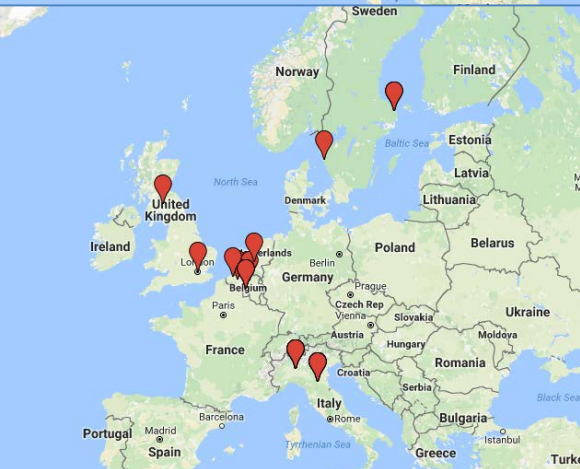 Sweden
Norway
Finland
Estonia
Baltic Sea
Latvia
North Sea
Denmark
Lithuania
United
Kingdom
Ireland
Belarus
Poland
London
Berlin
Germany
Belgium
Prague
Czech Rep
Paris
Ukraine
Vienna
Slovakia
Moldova
Austria
Hungary
France
Romania
Croatia
Serbia
Italy
Black Sea
Barcelona
Rome
Bulgaria
Portugal
Madrid
Istanbul
Spain
Tyrrhenian Sea
Greece